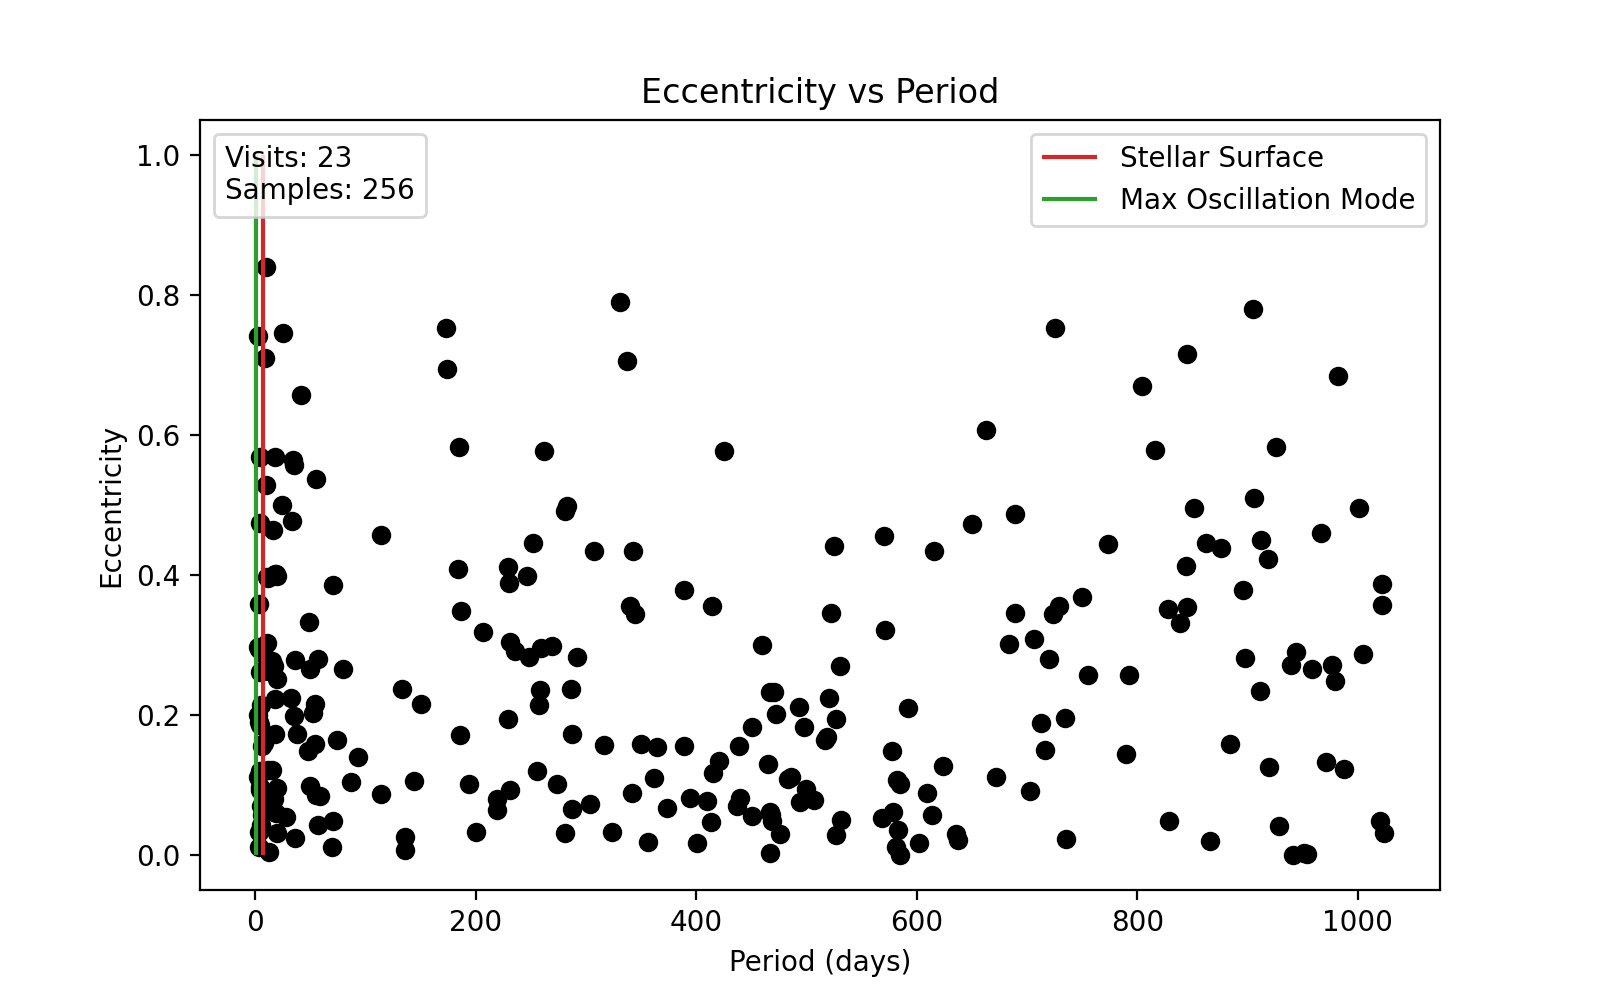 Eccentricity vs Period
Visits: 23
Samples: 256
Stellar Surface
Max Oscillation Mode
Eccentricity
1.0
0.8
0.6
0.4
0.2
0.0
0
200
400
600
800
1000
Period (days)